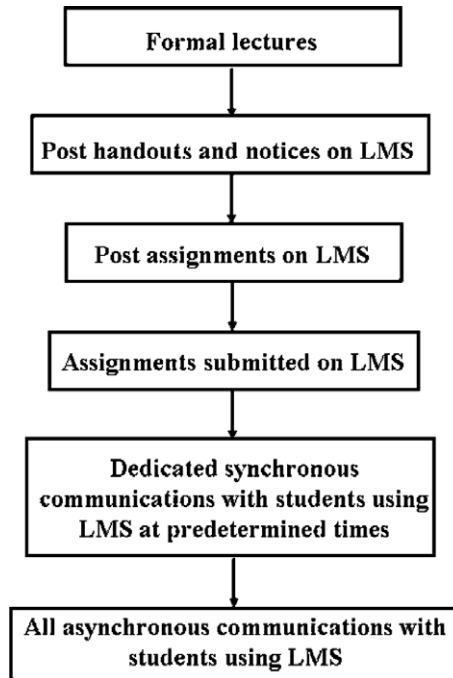 Formal lectures
Post handouts and notices on LMS
Post assignments on LMS
Assignments submitted on LMS
Dedicated synchronous
communications with students using
LMS at predetermined times
All asynchronous communications with
students using LMS